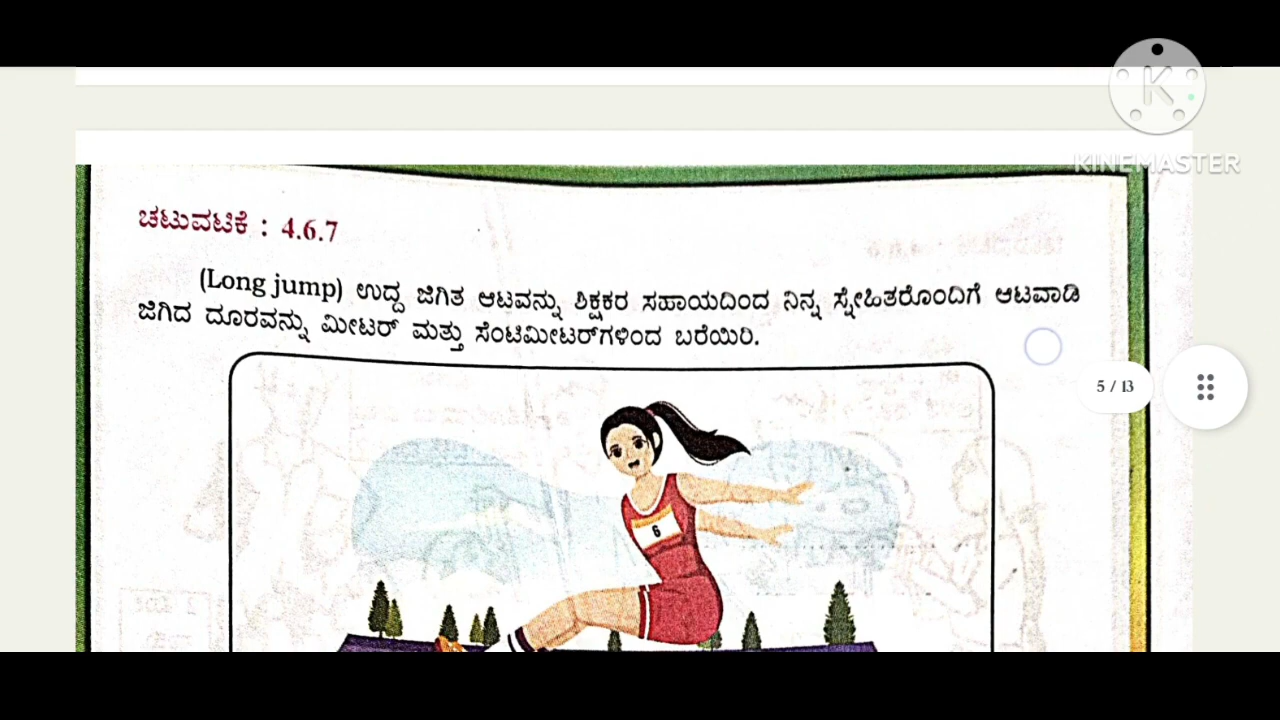 K
KINEMASTER
ಚಟುವಟಿಕೆ : 4.6.7
(Long jump) ಉದ್ದ ಜಿಗಿತ ಆಟವನ್ನು ಶಿಕ್ಷಕರ ಸಹಾಯದಿಂದ ನಿನ್ನ ಸ್ನೇಹಿತರೊಂದಿಗೆ ಆಟವಾಡಿ
ಜಿಗಿದ ದೂರವನ್ನು ಮೀಟರ್ ಮತ್ತು ಸೆಂಟಿಮೀಟರ್‌ಗಳಿಂದ ಬರೆಯಿರಿ.
5 / 13
6